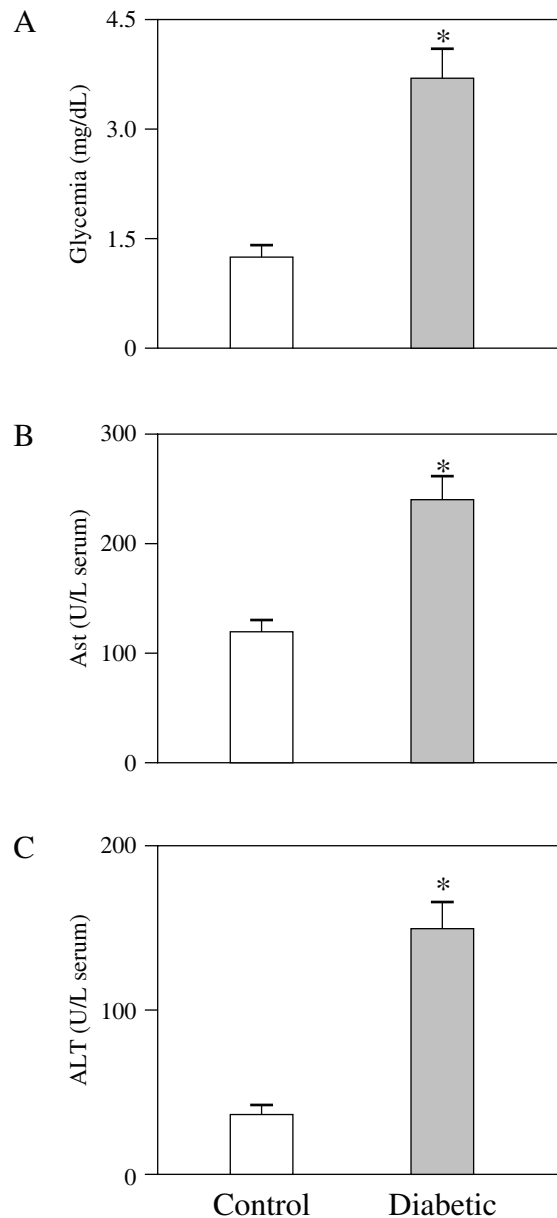 A
Glycemia (mg/dL)
4.5
3.0
1.5
0
*
B
Ast (U/L serum)
300
200
100
0
*
C
ALT (U/L serum)
200
100
0
*
Control
Diabetic